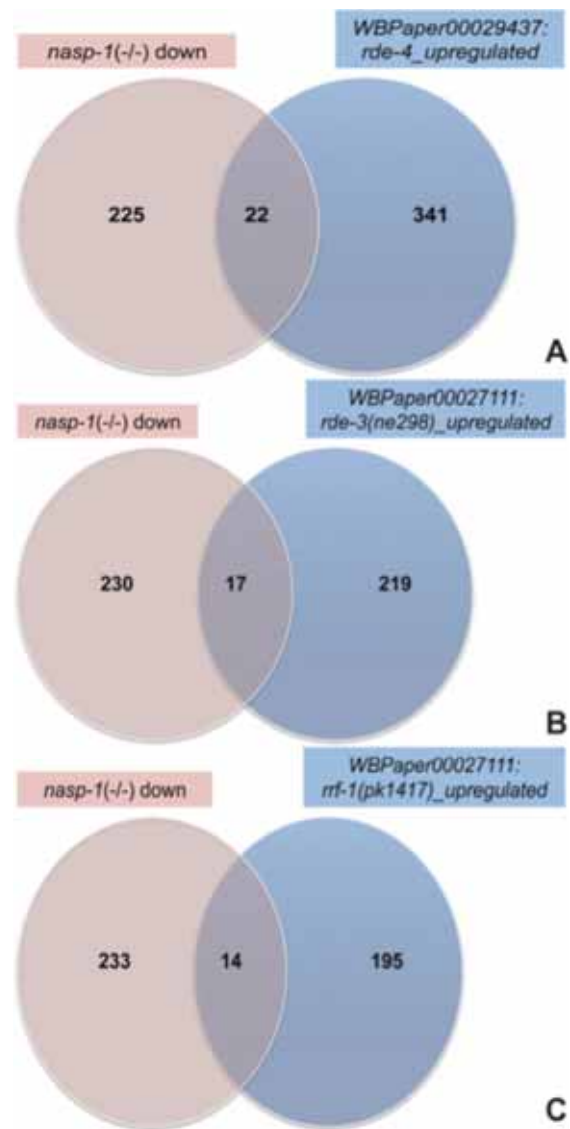 nasp-1(-/-) down
WBPaper00029437:
rde-4_upregulated
225 22 341
A
nasp-1(-/-) down
WBPaper00027111:
rde-3(ne298)_upregulated
230 17 219
B
nasp-1(-/-) down
WBPaper00027111:
rrf-1(pk1417)_upregulated
233 14 195
C